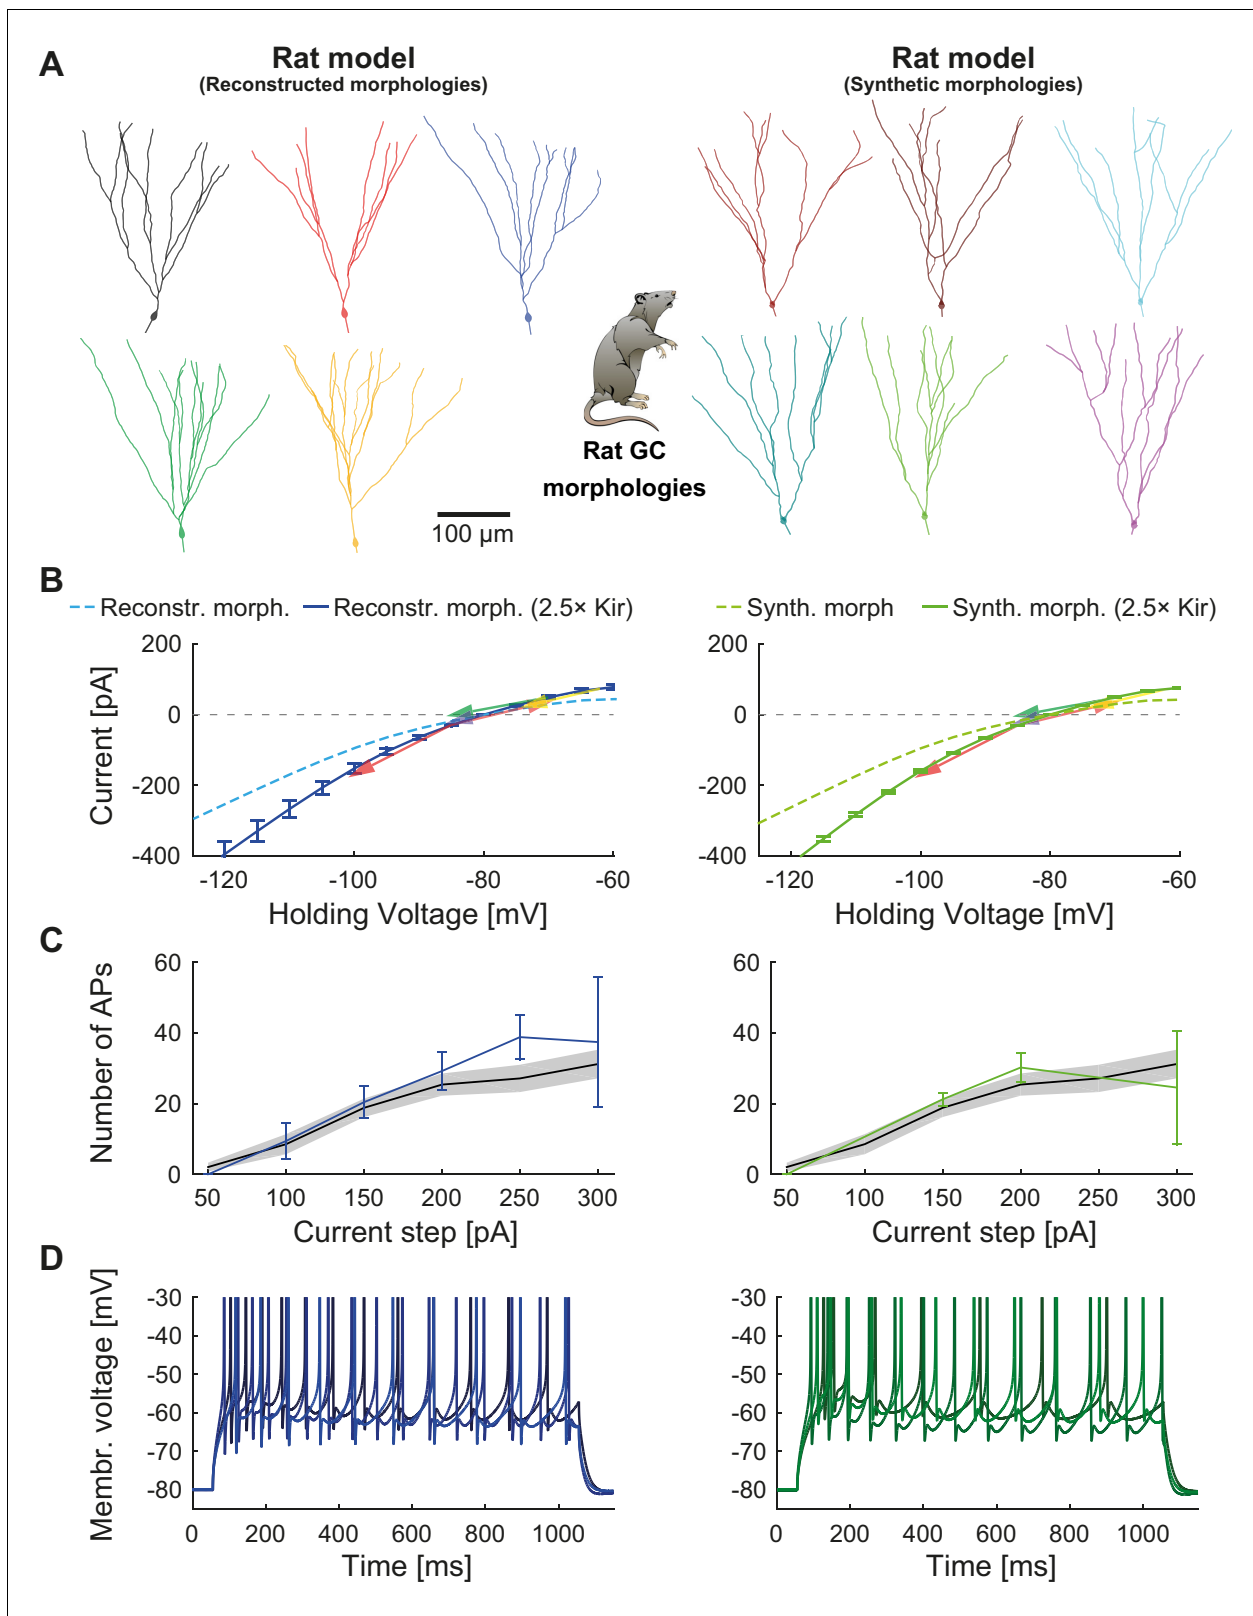 A
Rat model
(Reconstructed morphologies)
Rat model
(Synthetic morphologies)
Rat GC
morphologies
100 µm
B
Reconstr. morph.
Reconstr. morph. (2.5× Kir)
Synth. morph
Synth. morph. (2.5× Kir)
Current [pA]
200
0
-200
-400
-120
-100
-80
-60
Holding Voltage [mV]
200
0
-200
-400
-120
-100
-80
-60
Holding Voltage [mV]
C
Number of APs
60
40
20
0
50
100
150
200
250
300
Current step [pA]
60
40
20
0
50
100
150
200
250
300
Current step [pA]
D
Membr. voltage [mV]
-30
-40
-50
-60
-70
-80
0
200
400
600
800
1000
Time [ms]
-30
-40
-50
-60
-70
-80
0
200
400
600
800
1000
Time [ms]